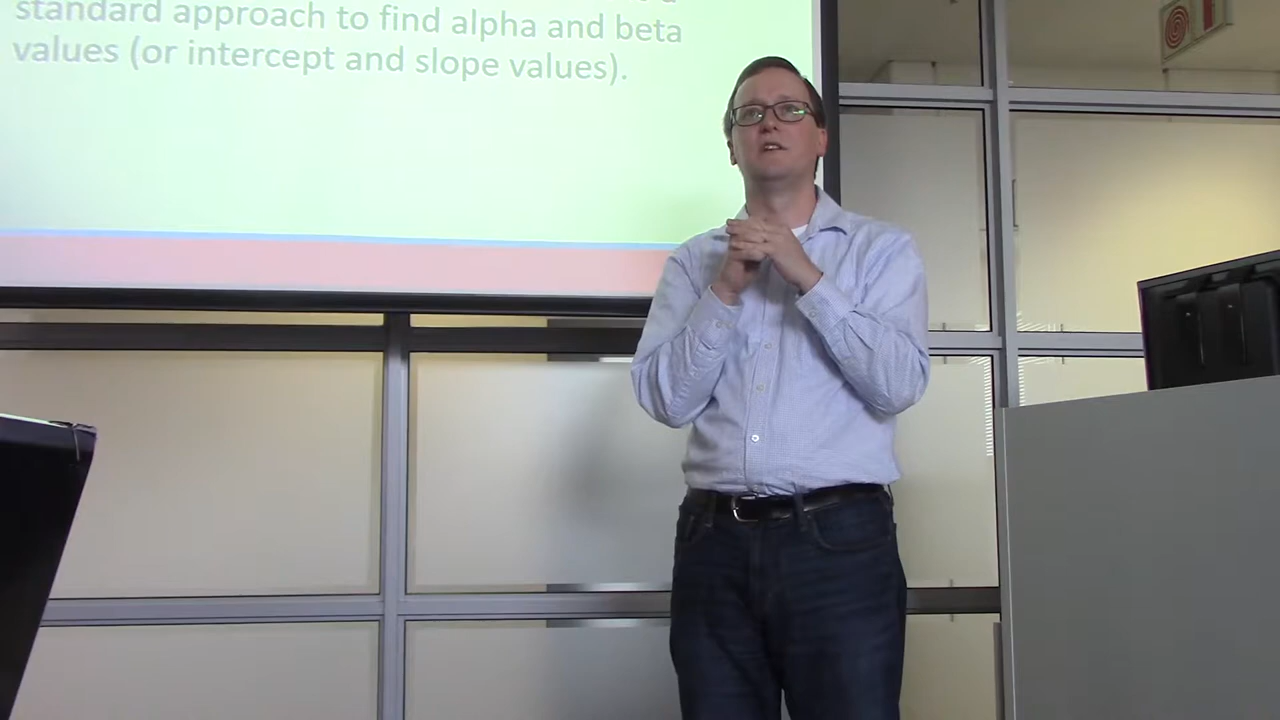 standard approach to find alpha and beta
values (or intercept and slope values).